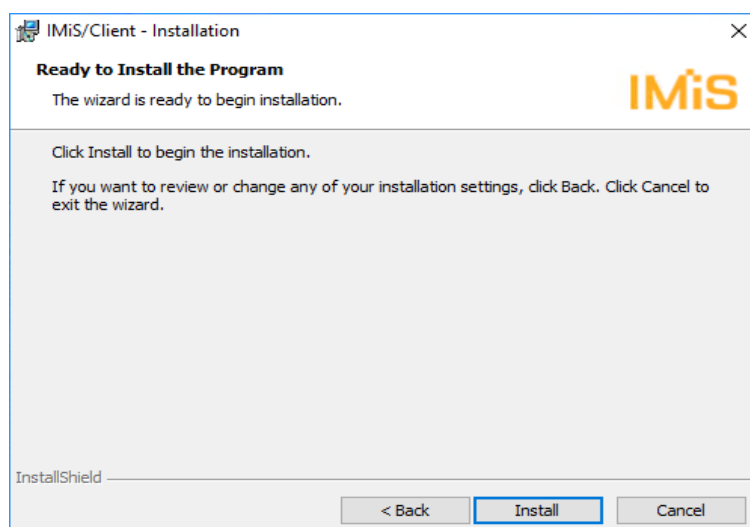 IMiS/Client - Installation
Ready to Install the Program
The wizard is ready to begin installation.
IMiS
Click Install to begin the installation.
If you want to review or change any of your installation settings, click Back. Click Cancel to
exit the wizard.
InstallShield
< Back
Install
Cancel